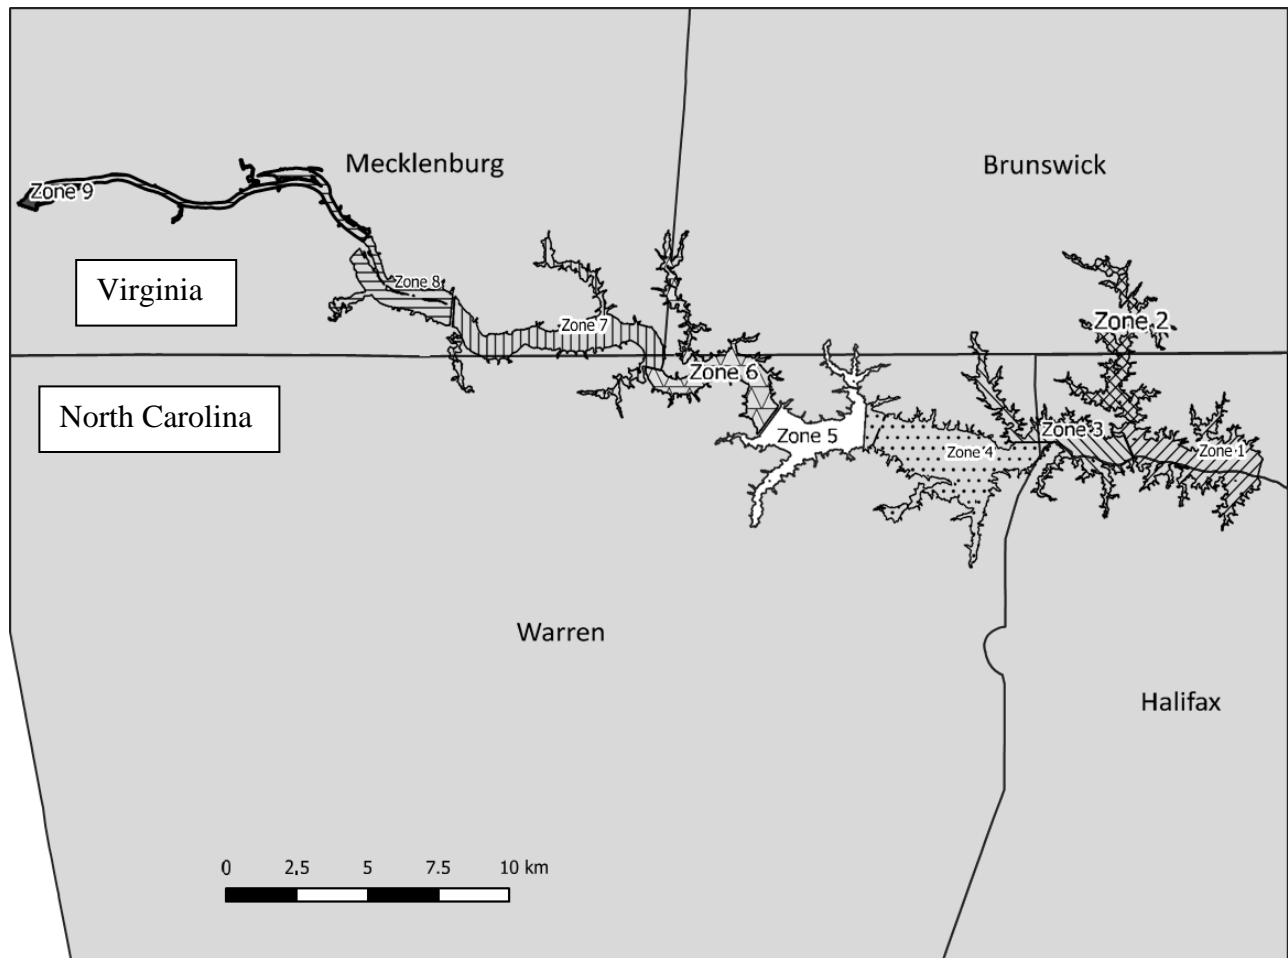 Mecklenburg
Brunswick
Zone 9
Virginia
Zone 8
Zone 7
Zone 2
Zone 6
North Carolina
Zone 5
Zone 3
Zone 4
Zone 1
Warren
Halifax
0 2.5 5 7.5 10 km